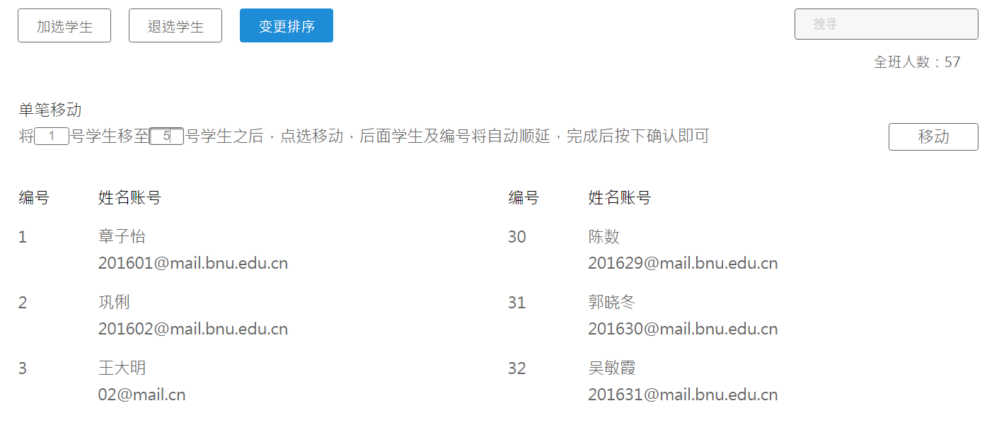 加选学生 退选学生 变更排序 搜寻
全班人数：57
单笔移动
将 1 号学生移至 5 号学生之后，点选移动，后面学生及编号将自动顺延，完成后按下确认即可 移动
编号 姓名账号 编号 姓名账号
1 章子怡 30 陈数
201601@mail.bnu.edu.cn 201629@mail.bnu.edu.cn
2 巩俐 31 郭晓冬
201602@mail.bnu.edu.cn 201630@mail.bnu.edu.cn
3 王大明 32 吴敏霞
02@mail.cn 201631@mail.bnu.edu.cn